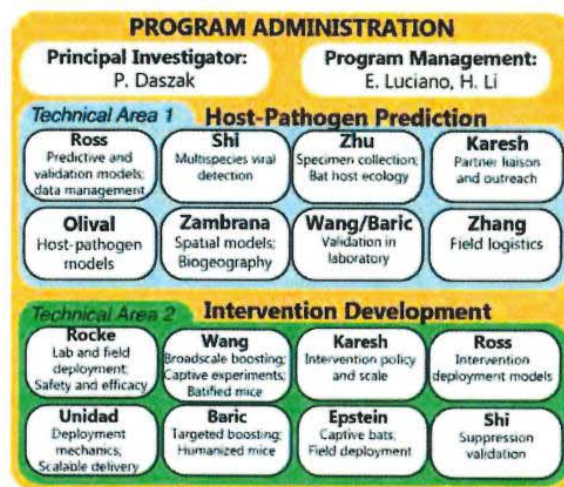 PROGRAM ADMINISTRATION
Principal Investigator:
P. Daszak
Program Management:
E. Luciano, H. Li
Technical Area 1
Host-Pathogen Prediction
Ross
Predictive and
validation models;
data management
Shi
Multispecies viral
detection
Zhu
Specimen collection;
Bat host ecology
Karesh
Partner liaison
and outreach
Olival
Host-pathogen
models
Zambrana
Spatial models;
Biogeography
Wang/Baric
Validation in
laboratory
Zhang
Field logistics
Technical Area 2
Intervention Development
Rocke
Lab and field
deployment;
Safety and efficacy
Wang
Broadscale boosting;
Captive experiments;
Batified mice
Karesh
Intervention policy
and scale
Ross
Intervention
deployment models
Unidad
Deployment
mechanics;
Scalable delivery
Baric
Targeted boosting;
Humanized mice
Epstein
Captive bats;
Field deployment
Shi
Suppression
validation